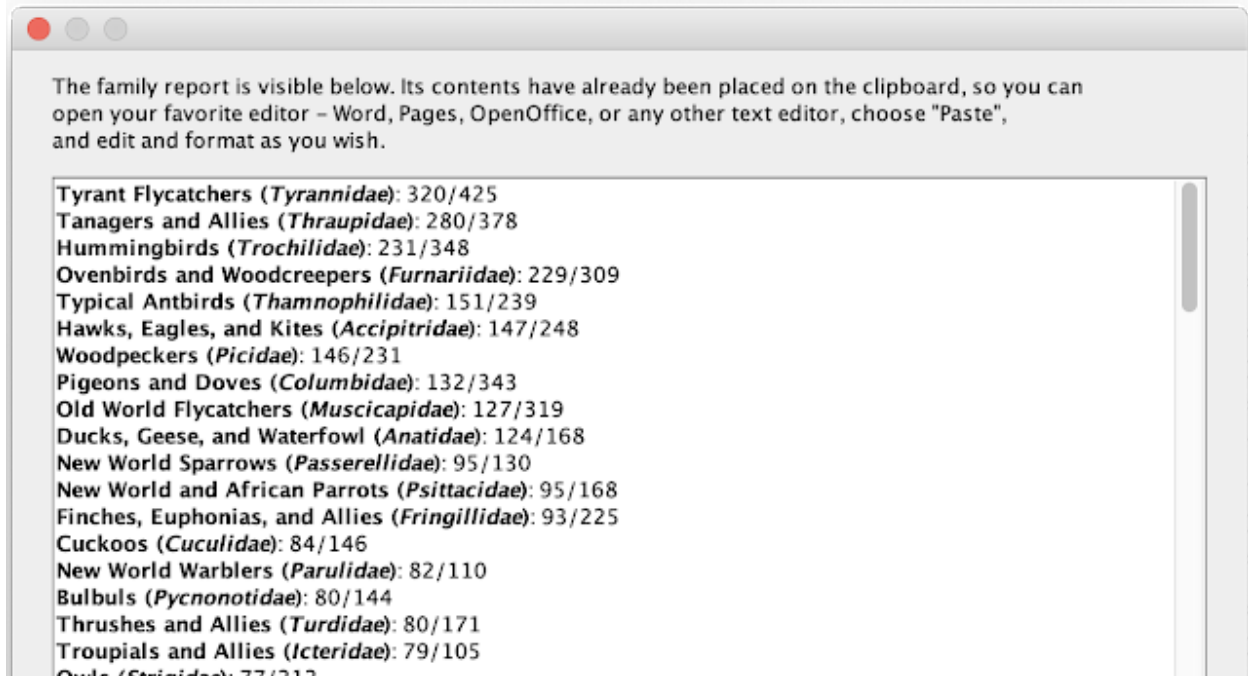 The family report is visible below. Its contents have already been placed on the clipboard, so you can
open your favorite editor – Word, Pages, OpenOffice, or any other text editor, choose "Paste",
and edit and format as you wish.
Tyrant Flycatchers (Tyrannidae): 320/425
Tanagers and Allies (Thraupidae): 280/378
Hummingbirds (Trochilidae): 231/348
Ovenbirds and Woodcreepers (Furnariidae): 229/309
Typical Antbirds (Thamnophilidae): 151/239
Hawks, Eagles, and Kites (Accipitridae): 147/248
Woodpeckers (Picidae): 146/231
Pigeons and Doves (Columbidae): 132/343
Old World Flycatchers (Muscicapidae): 127/319
Ducks, Geese, and Waterfowl (Anatidae): 124/168
New World Sparrows (Passerellidae): 95/130
New World and African Parrots (Psittacidae): 95/168
Finches, Euphonias, and Allies (Fringillidae): 93/225
Cuckoos (Cuculidae): 84/146
New World Warblers (Parulidae): 82/110
Bulbuls (Pycnonotidae): 80/144
Thrushes and Allies (Turdidae): 80/171
Troupials and Allies (Icteridae): 79/105
Owls (Strigidae):